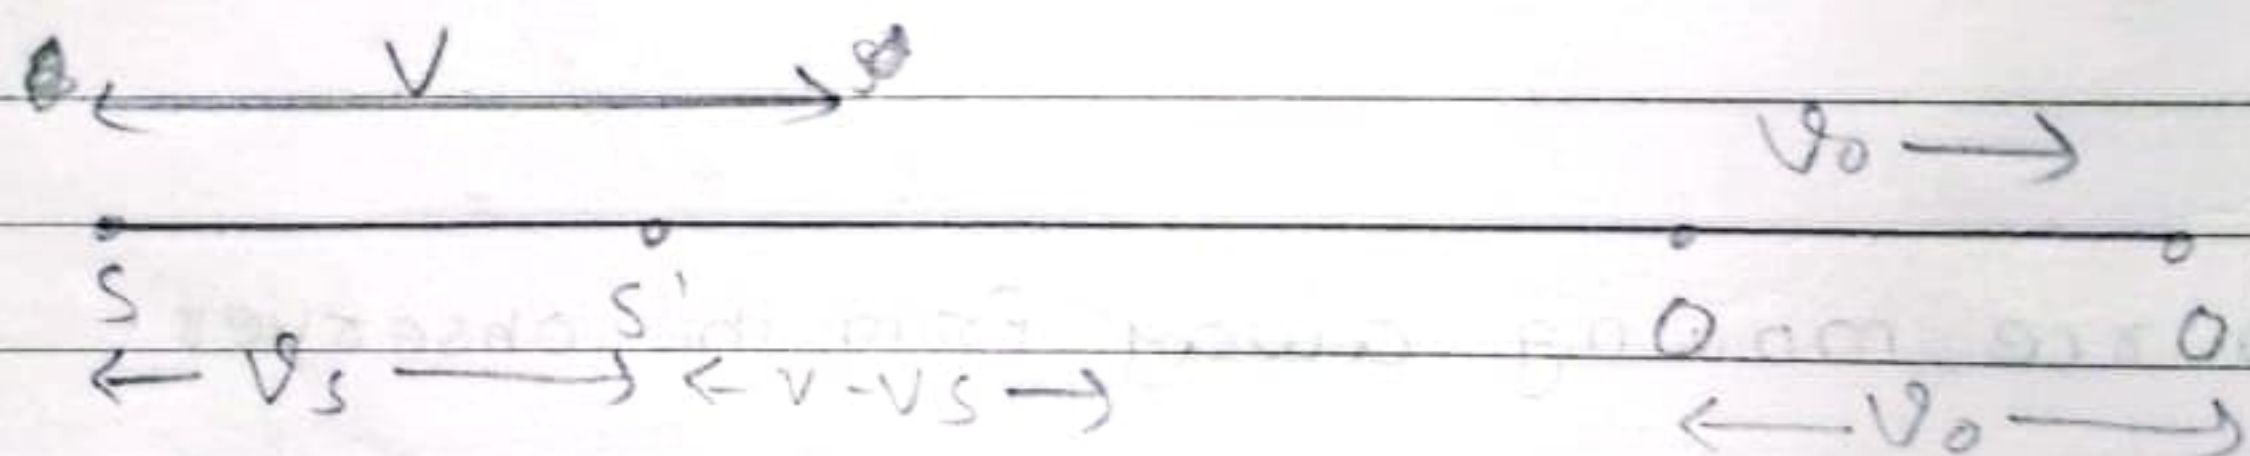 V
V₀ →
S S' O O
← Vₛ → ← V - Vₛ → ← V₀ →